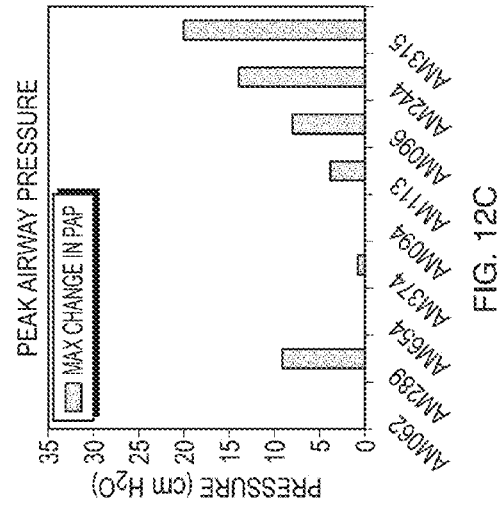 PEAK AIRWAY PRESSURE
MAX CHANGE IN PAP
PRESSURE (cm H₂O)
35
30
25
20
15
10
5
0
AM062
AM289
AM654
AM374
AM094
AM113
AM096
AM244
AM315
FIG. 12C